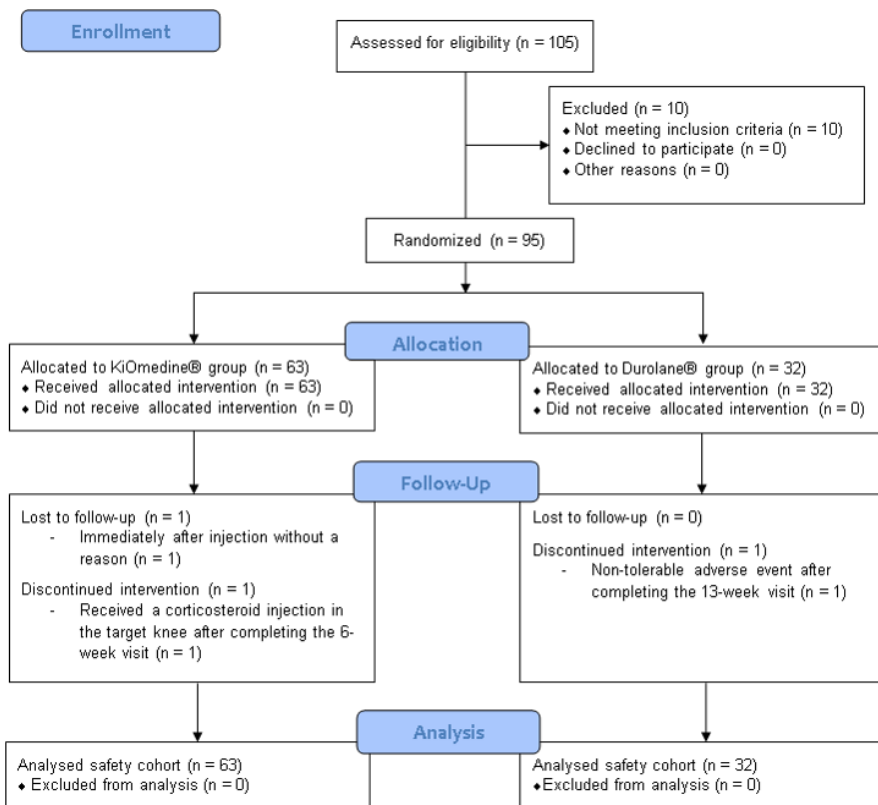 Enrollment
Assessed for eligibility (n = 105)
Excluded (n = 10)
◆ Not meeting inclusion criteria (n = 10)
◆ Declined to participate (n = 0)
◆ Other reasons (n = 0)
Randomized (n = 95)
Allocation
Allocated to KiOmedine® group (n = 63)
◆ Received allocated intervention (n = 63)
◆ Did not receive allocated intervention (n = 0)
Allocated to Durolane® group (n = 32)
◆ Received allocated intervention (n = 32)
◆ Did not receive allocated intervention (n = 0)
Follow-Up
Lost to follow-up (n = 1)
- Immediately after injection without a
reason (n = 1)
Discontinued intervention (n = 1)
- Received a corticosteroid injection in
the target knee after completing the 6-
week visit (n = 1)
Lost to follow-up (n = 0)
Discontinued intervention (n = 1)
- Non-tolerable adverse event after
completing the 13-week visit (n = 1)
Analysis
Analysed safety cohort (n = 63)
◆ Excluded from analysis (n = 0)
Analysed safety cohort (n = 32)
◆Excluded from analysis (n = 0)